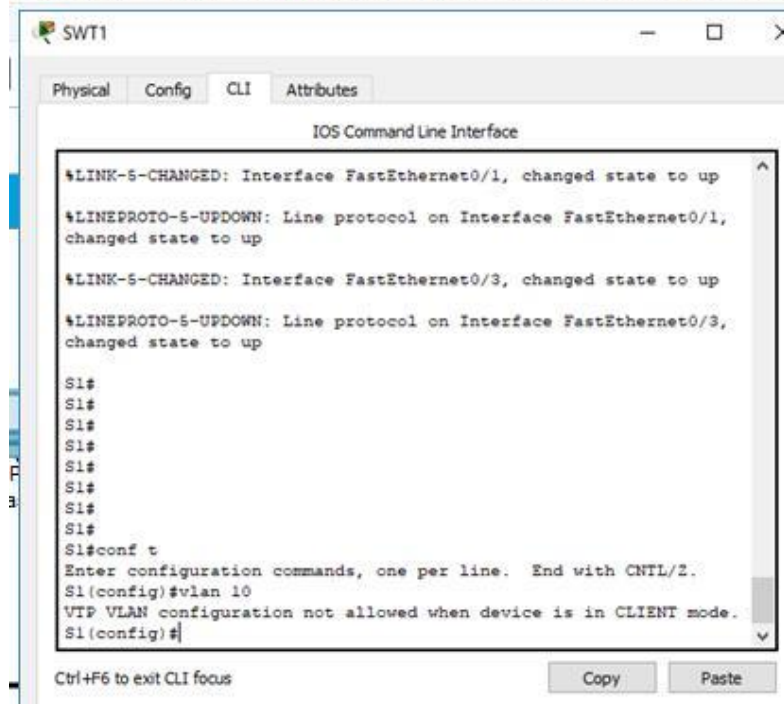 SWT1
Physical Config CLI Attributes
IOS Command Line Interface
%LINK-5-CHANGED: Interface FastEthernet0/1, changed state to up
%LINEPROTO-5-UPDOWN: Line protocol on Interface FastEthernet0/1,
changed state to up
%LINK-5-CHANGED: Interface FastEthernet0/3, changed state to up
%LINEPROTO-5-UPDOWN: Line protocol on Interface FastEthernet0/3,
changed state to up
S1#
S1#
S1#
S1#
S1#
S1#
S1#
S1#
S1#conf t
Enter configuration commands, one per line. End with CNTL/Z.
S1(config)#vlan 10
VTP VLAN configuration not allowed when device is in CLIENT mode.
S1(config)#
Ctrl+F6 to exit CLI focus
Copy Paste